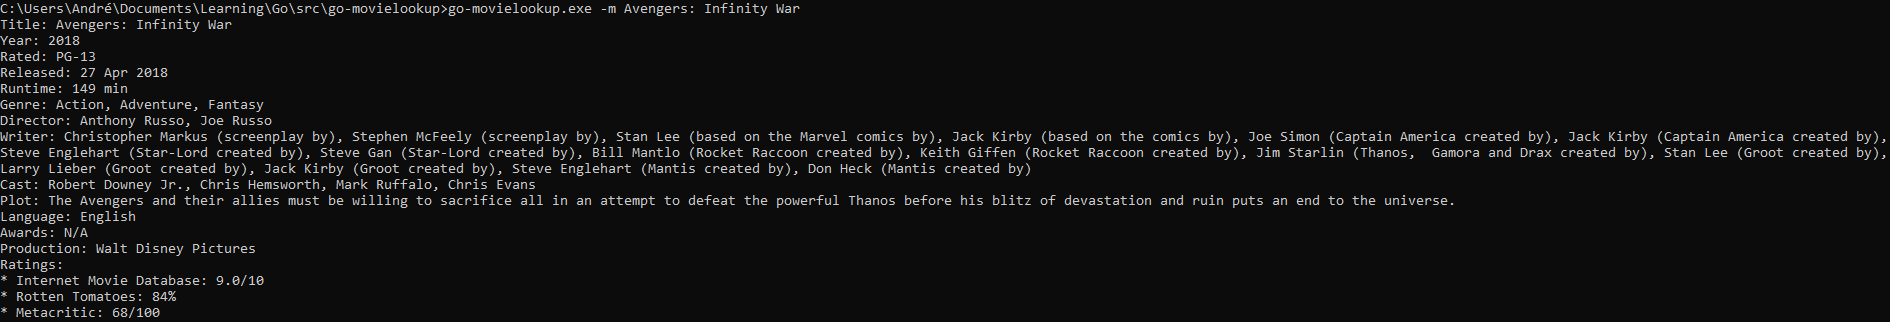 C:\Users\André\Documents\Learning\Go\src\go-movielookup>go-movielookup.exe -m Avengers: Infinity War
Title: Avengers: Infinity War
Year: 2018
Rated: PG-13
Released: 27 Apr 2018
Runtime: 149 min
Genre: Action, Adventure, Fantasy
Director: Anthony Russo, Joe Russo
Writer: Christopher Markus (screenplay by), Stephen McFeely (screenplay by), Stan Lee (based on the Marvel comics by), Jack Kirby (based on the comics by), Joe Simon (Captain America created by), Jack Kirby (Captain America created by),
Steve Englehart (Star-Lord created by), Steve Gan (Star-Lord created by), Bill Mantlo (Rocket Raccoon created by), Keith Giffen (Rocket Raccoon created by), Jim Starlin (Thanos,  Gamora and Drax created by), Stan Lee (Groot created by),
Larry Lieber (Groot created by), Jack Kirby (Groot created by), Steve Englehart (Mantis created by), Don Heck (Mantis created by)
Cast: Robert Downey Jr., Chris Hemsworth, Mark Ruffalo, Chris Evans
Plot: The Avengers and their allies must be willing to sacrifice all in an attempt to defeat the powerful Thanos before his blitz of devastation and ruin puts an end to the universe.
Language: English
Awards: N/A
Production: Walt Disney Pictures
Ratings:
* Internet Movie Database: 9.0/10
* Rotten Tomatoes: 84%
* Metacritic: 68/100